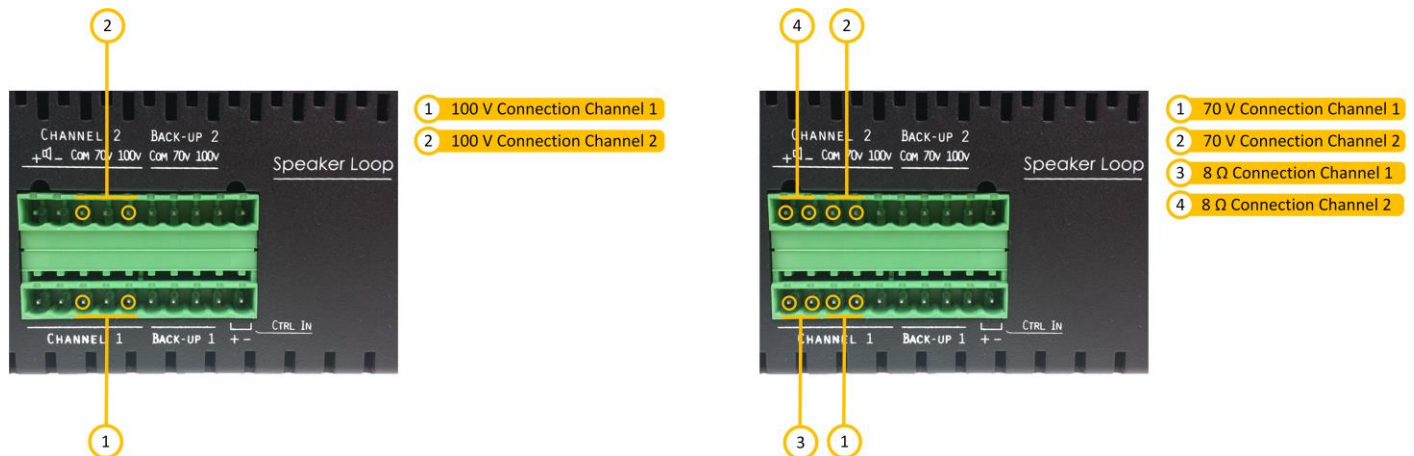 2
CHANNEL 2 BACK-UP 2
+ - COM 70V 100V COM 70V 100V
Speaker Loop
CHANNEL 1 BACK-UP 1 + - CTRL IN
1
1 100 V Connection Channel 1
2 100 V Connection Channel 2
4 2
CHANNEL 2 BACK-UP 2
+ - COM 70V 100V COM 70V 100V
Speaker Loop
CHANNEL 1 BACK-UP 1 + - CTRL IN
3 1
1 70 V Connection Channel 1
2 70 V Connection Channel 2
3 8 Ω Connection Channel 1
4 8 Ω Connection Channel 2